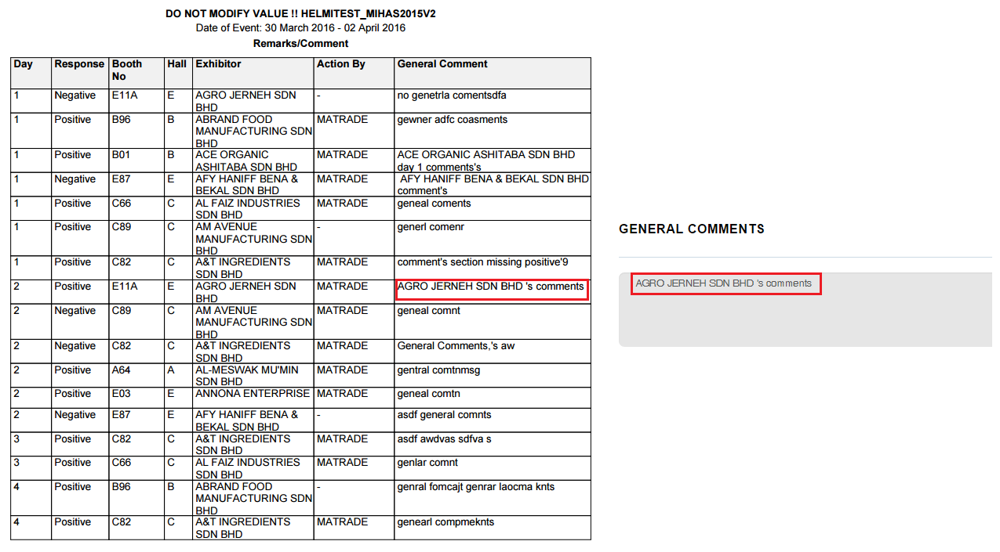 DO NOT MODIFY VALUE !! HELMITEST_MIHAS2015V2
Date of Event: 30 March 2016 - 02 April 2016
Remarks/Comment
Day Response Booth No Hall Exhibitor Action By General Comment
1 Negative E11A E AGRO JERNEH SDN BHD - no genetrla comentsdfa
1 Positive B96 B ABRAND FOOD MANUFACTURING SDN BHD MATRADE gewner adfc coasments
1 Positive B01 B ACE ORGANIC ASHITABA SDN BHD MATRADE ACE ORGANIC ASHITABA SDN BHD day 1 comments's
1 Negative E87 E AFY HANIFF BENA & BEKAL SDN BHD MATRADE AFY HANIFF BENA & BEKAL SDN BHD comment's
1 Positive C66 C AL FAIZ INDUSTRIES SDN BHD MATRADE geneal coments
1 Positive C89 C AM AVENUE MANUFACTURING SDN BHD - generl comenr
1 Positive C82 C A&T INGREDIENTS SDN BHD MATRADE comment's section missing positive'9
2 Positive E11A E AGRO JERNEH SDN BHD MATRADE AGRO JERNEH SDN BHD 's comments
2 Negative C89 C AM AVENUE MANUFACTURING SDN BHD MATRADE geneal comnt
2 Negative C82 C A&T INGREDIENTS SDN BHD MATRADE General Comments,'s aw
2 Positive A64 A AL-MESWAK MU'MIN SDN BHD MATRADE gentral comtnmsg
2 Positive E03 E ANNONA ENTERPRISE MATRADE geneal comtn
2 Negative E87 E AFY HANIFF BENA & BEKAL SDN BHD - asdf general comnts
3 Positive C82 C A&T INGREDIENTS SDN BHD MATRADE asdf awdvas sdfva s
3 Positive C66 C AL FAIZ INDUSTRIES SDN BHD MATRADE genlar comnt
4 Positive B96 B ABRAND FOOD MANUFACTURING SDN BHD - genral fomcajt genrar laocma knts
4 Positive C82 C A&T INGREDIENTS SDN BHD MATRADE genearl compmeknts
GENERAL COMMENTS
AGRO JERNEH SDN BHD 's comments